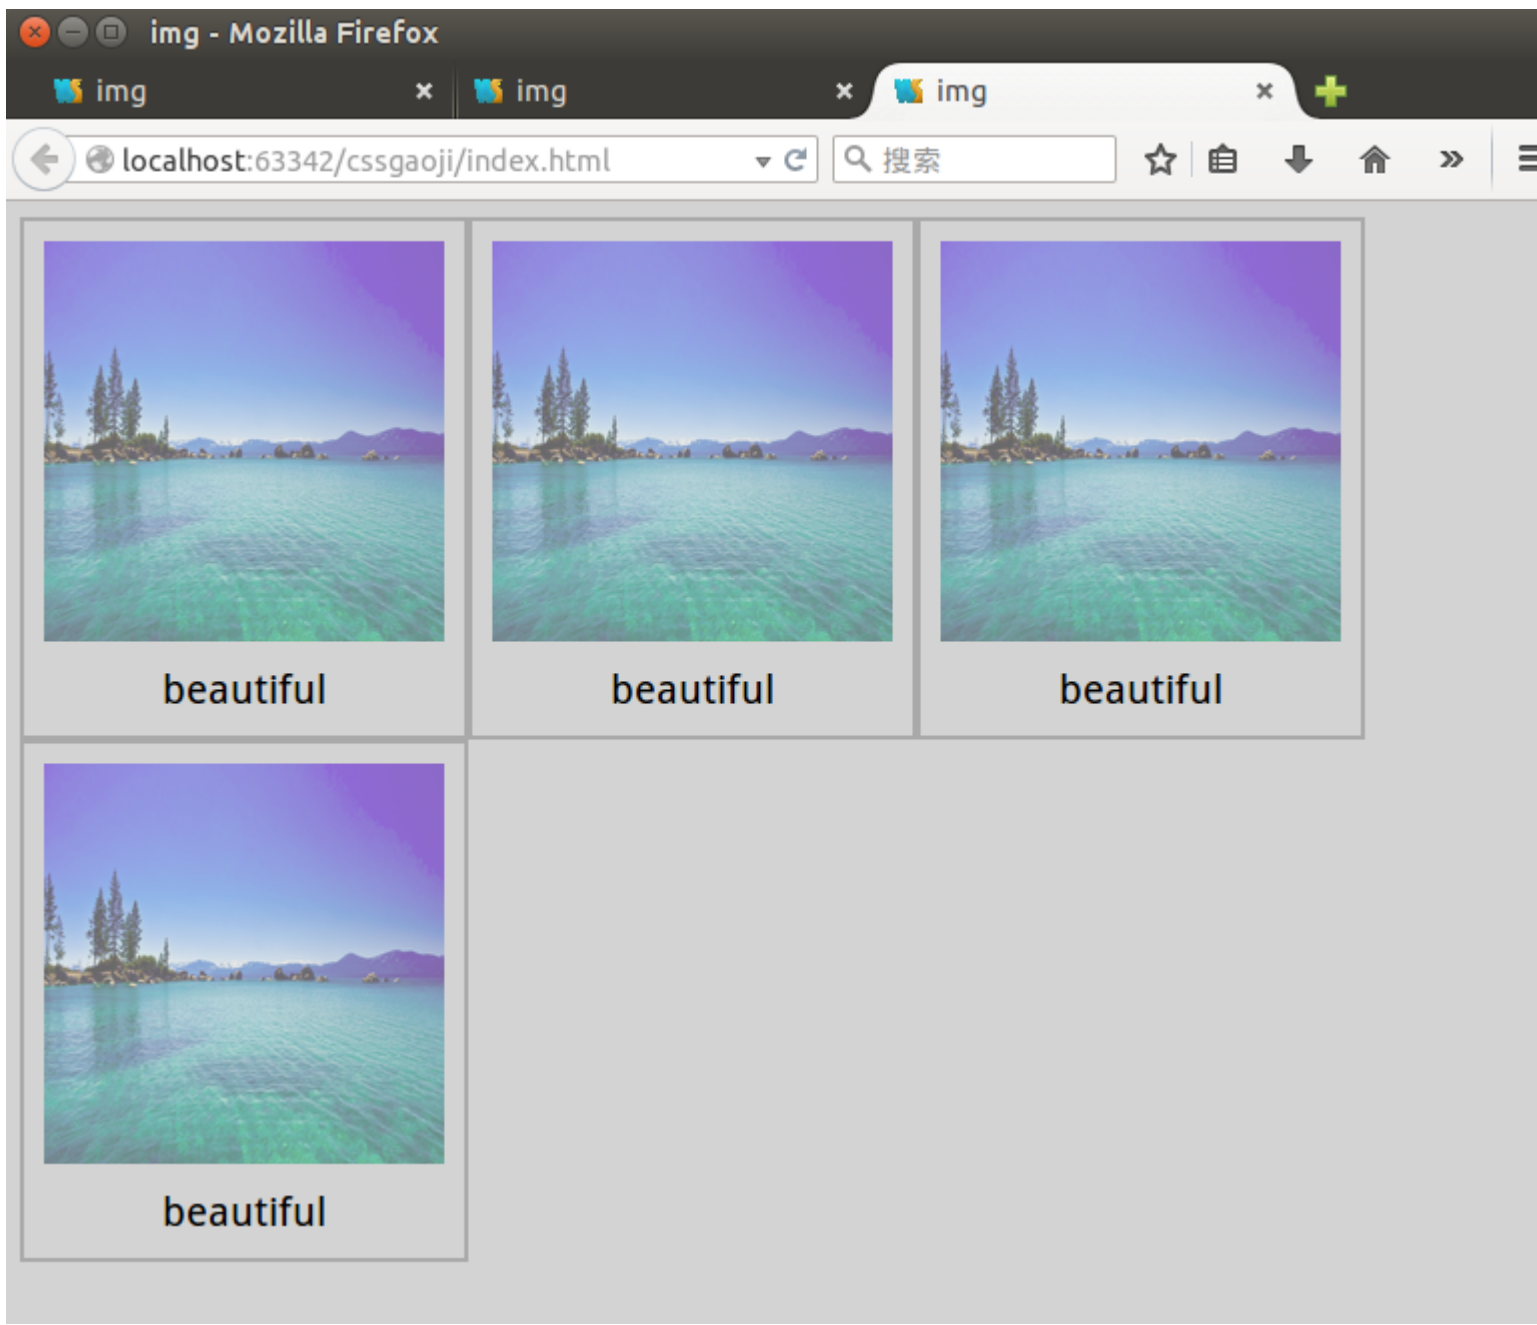 img - Mozilla Firefox
img
img
img
localhost:63342/cssgaoji/index.html
搜索
beautiful
beautiful
beautiful
beautiful